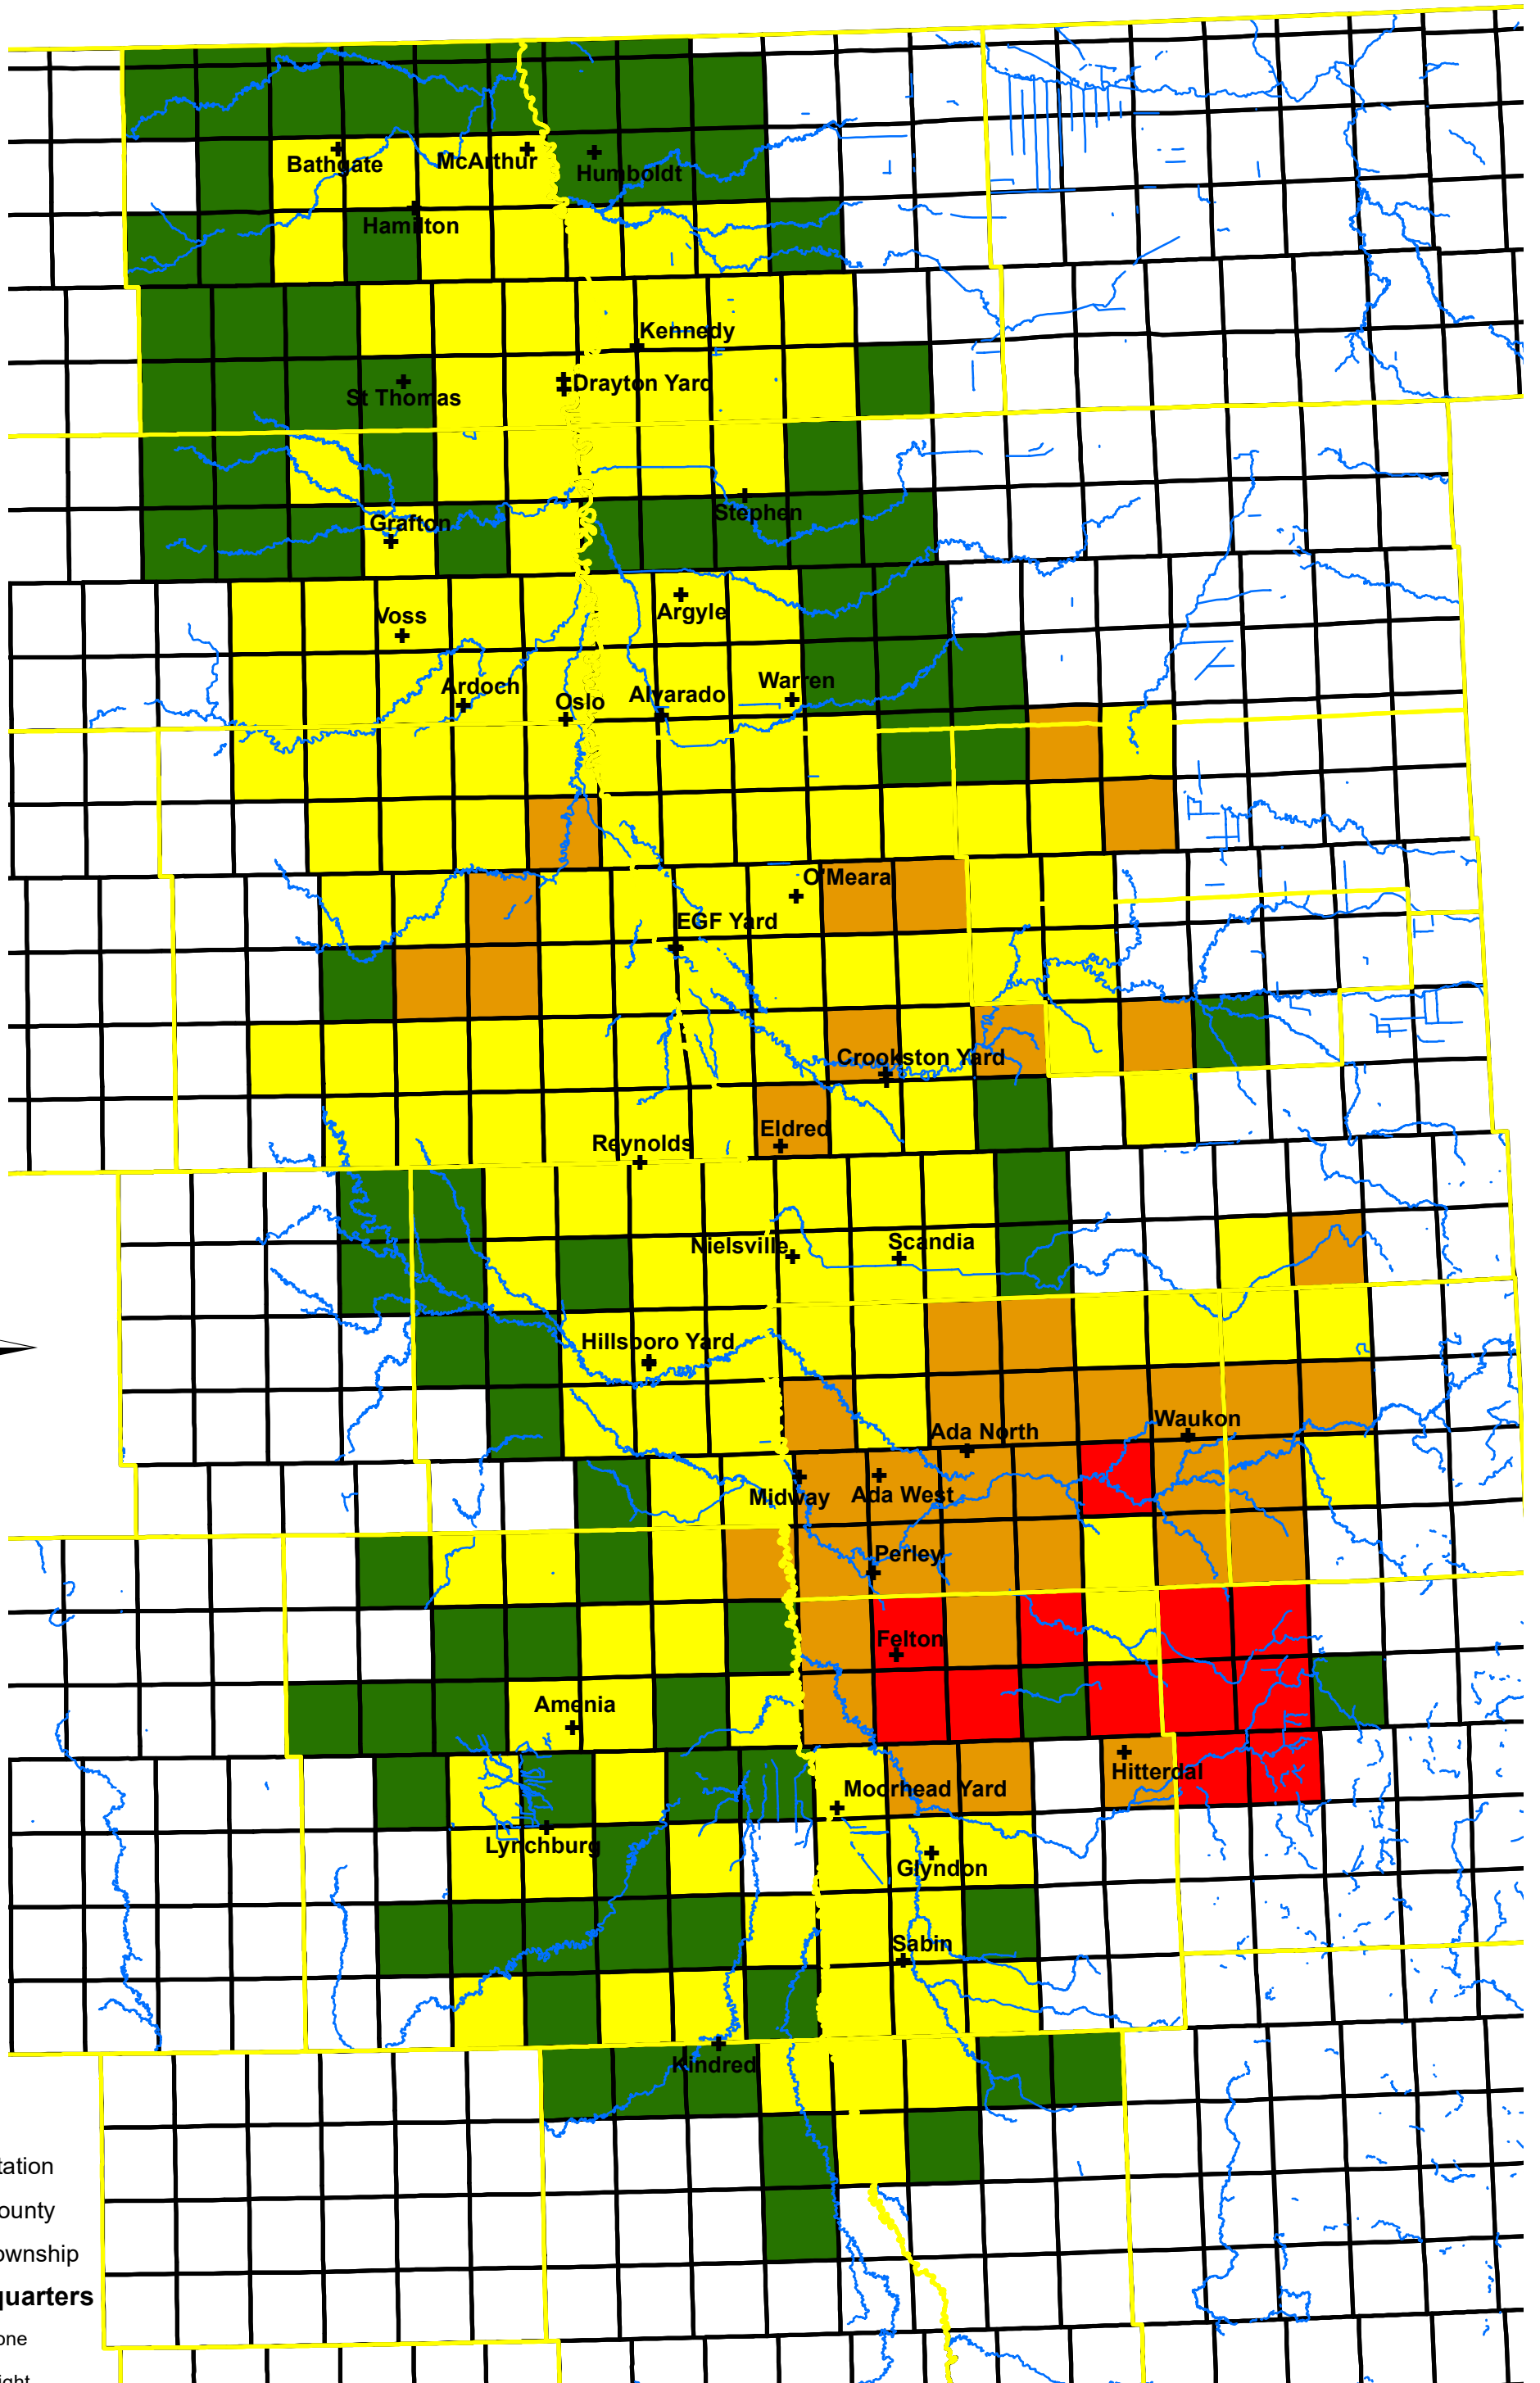 Bathgate
McArthur
Humboldt
Hamilton
Kennedy
Drayton Yard
St Thomas
Stephen
Grafton
Argyle
Voss
Warren
Ardoch
Alvarado
Oslo
O'Meara
EGF Yard
Crookston Yard
Eldred
Reynolds
Nielsville
Scandia
Hillsboro Yard
Waukon
Ada North
Midway
Ada West
Perley
Felton
Amenia
Hitterdal
Moorhead Yard
Lynchburg
Glyndon
Sabin
Kindred
tation
ounty
ownship
quarters
one